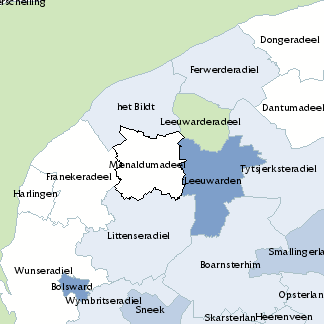 erschelling
Dongeradeel
Ferwerderadiel
het Bildt
Dantumadeel
Leeuwarderadeel
Menaldumadeel
Tytsjerksteradiel
Franekeradeel
Leeuwarden
Harlingen
Littenseradiel
Smallingerla
Boarnsterhim
Wunseradiel
Bolsward
Opsterlan
Wymbritseradiel
Sneek
Skarsterlan
Heerenveen